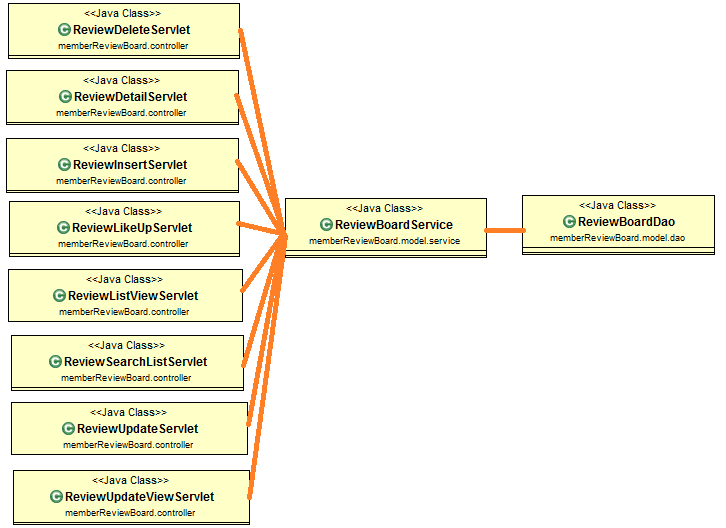 <<Java Class>>
C ReviewDeleteServlet
memberReviewBoard.controller
<<Java Class>>
C ReviewDetailServlet
memberReviewBoard.controller
<<Java Class>>
C ReviewInsertServlet
memberReviewBoard.controller
<<Java Class>>
C ReviewLikeUpServlet
memberReviewBoard.controller
<<Java Class>>
C ReviewListViewServlet
memberReviewBoard.controller
<<Java Class>>
C ReviewSearchListServlet
memberReviewBoard.controller
<<Java Class>>
C ReviewUpdateServlet
memberReviewBoard.controller
<<Java Class>>
C ReviewUpdateViewServlet
memberReviewBoard.controller
<<Java Class>>
C ReviewBoardService
memberReviewBoard.model.service
<<Java Class>>
C ReviewBoardDao
memberReviewBoard.model.dao